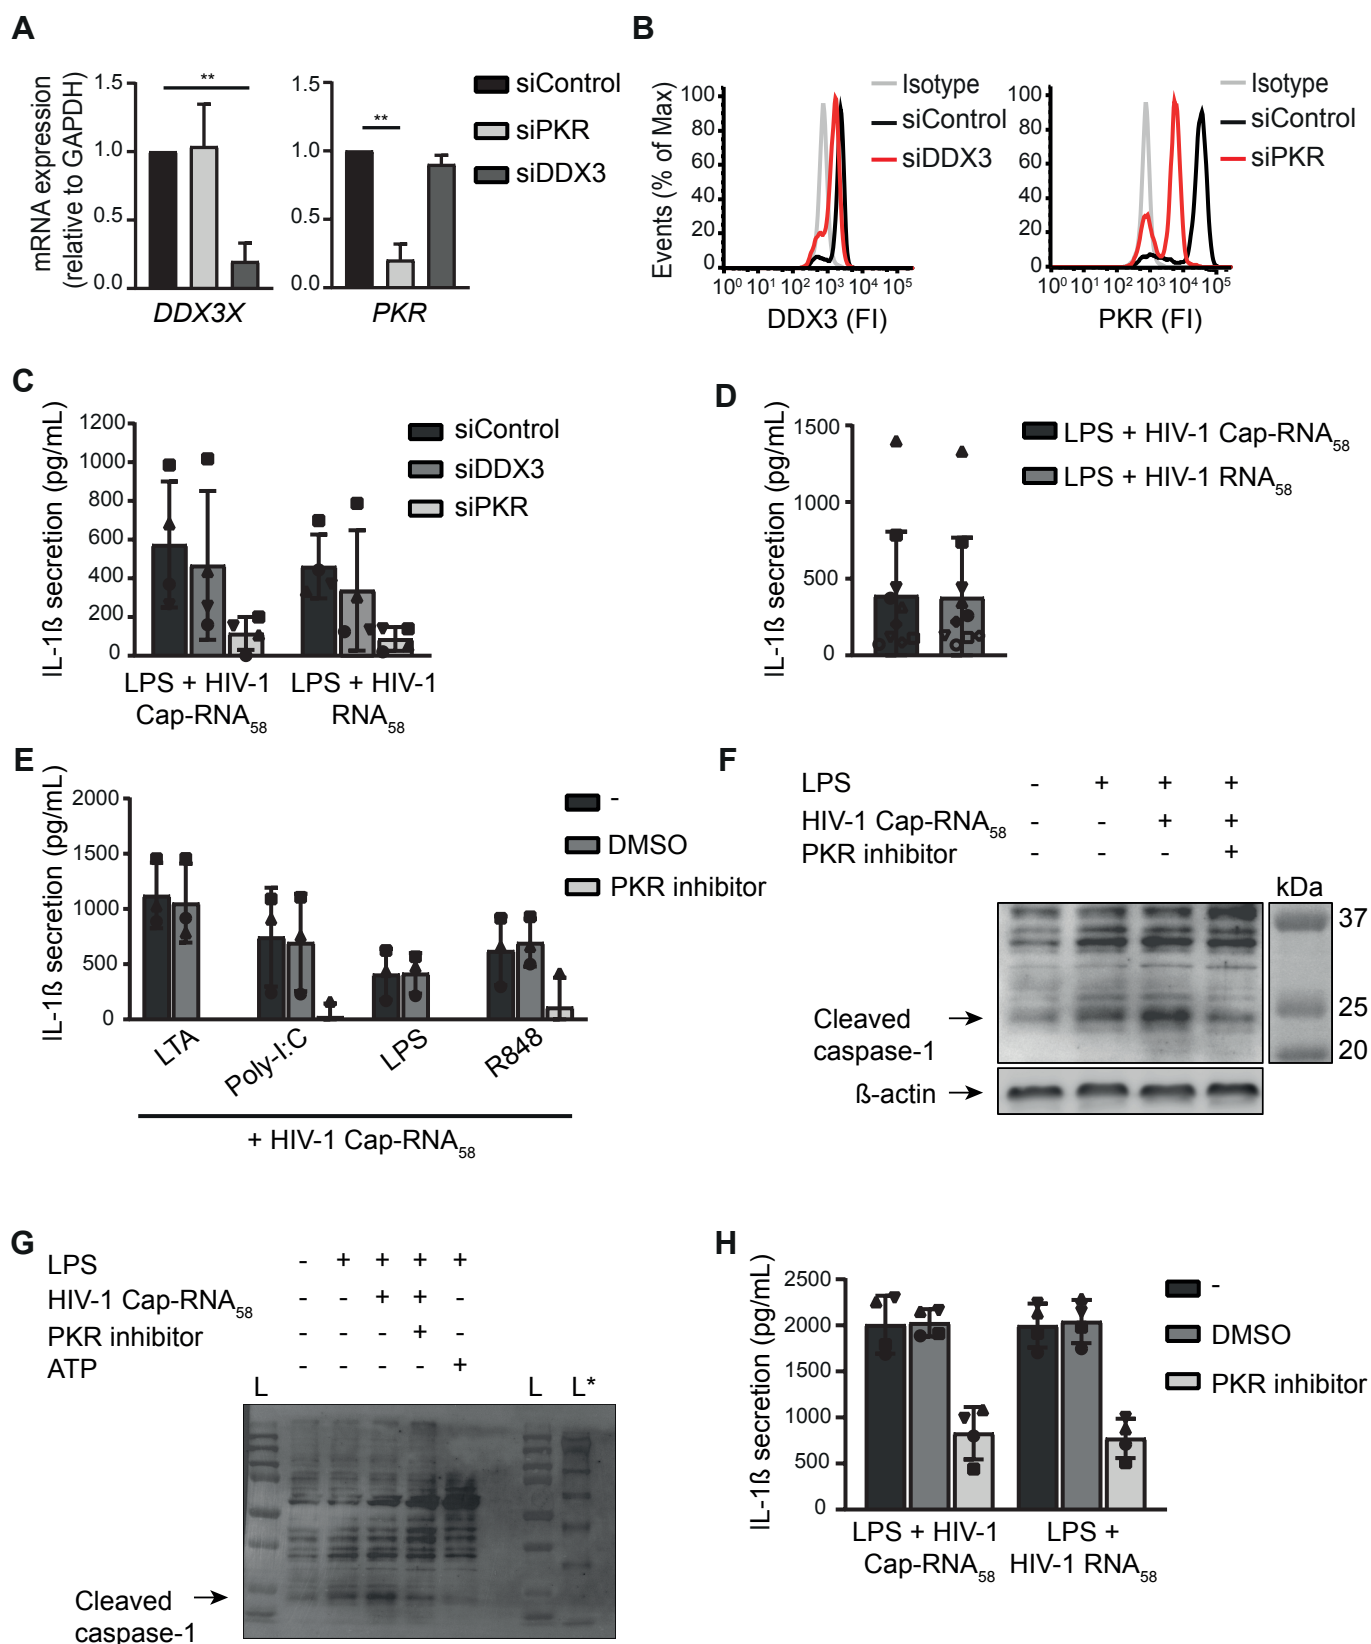 A
mRNA expression
(relative to GAPDH)
1.5
1.0
0.5
0.0
**
DDX3X
1.5
1.0
0.5
0.0
**
PKR
siControl
siPKR
siDDX3
B
Events (% of Max)
100
80
60
40
20
0
10⁰ 10¹ 10² 10³ 10⁴ 10⁵
DDX3 (FI)
Isotype
siControl
siDDX3
100
80
60
40
20
0
10⁰ 10¹ 10² 10³ 10⁴ 10⁵
PKR (FI)
Isotype
siControl
siPKR
C
IL-1ß secretion (pg/mL)
1200
1000
800
600
400
200
0
LPS + HIV-1
Cap-RNA₅₈
LPS + HIV-1
RNA₅₈
siControl
siDDX3
siPKR
D
IL-1ß secretion (pg/mL)
1500
1000
500
0
LPS + HIV-1 Cap-RNA₅₈
LPS + HIV-1 RNA₅₈
E
IL-1ß secretion (pg/mL)
2000
1500
1000
500
0
LTA
Poly-I:C
LPS
R848
+ HIV-1 Cap-RNA₅₈
-
DMSO
PKR inhibitor
F
LPS - + + +
HIV-1 Cap-RNA₅₈ - - + +
PKR inhibitor - - - +
kDa
37
25
20
Cleaved
caspase-1
ß-actin
G
LPS - + + + +
HIV-1 Cap-RNA₅₈ - - + + -
PKR inhibitor - - - + -
ATP - - - - +
L L L*
Cleaved
caspase-1
H
IL-1ß secretion (pg/mL)
2500
2000
1500
1000
500
0
LPS + HIV-1
Cap-RNA₅₈
LPS +
HIV-1 RNA₅₈
-
DMSO
PKR inhibitor